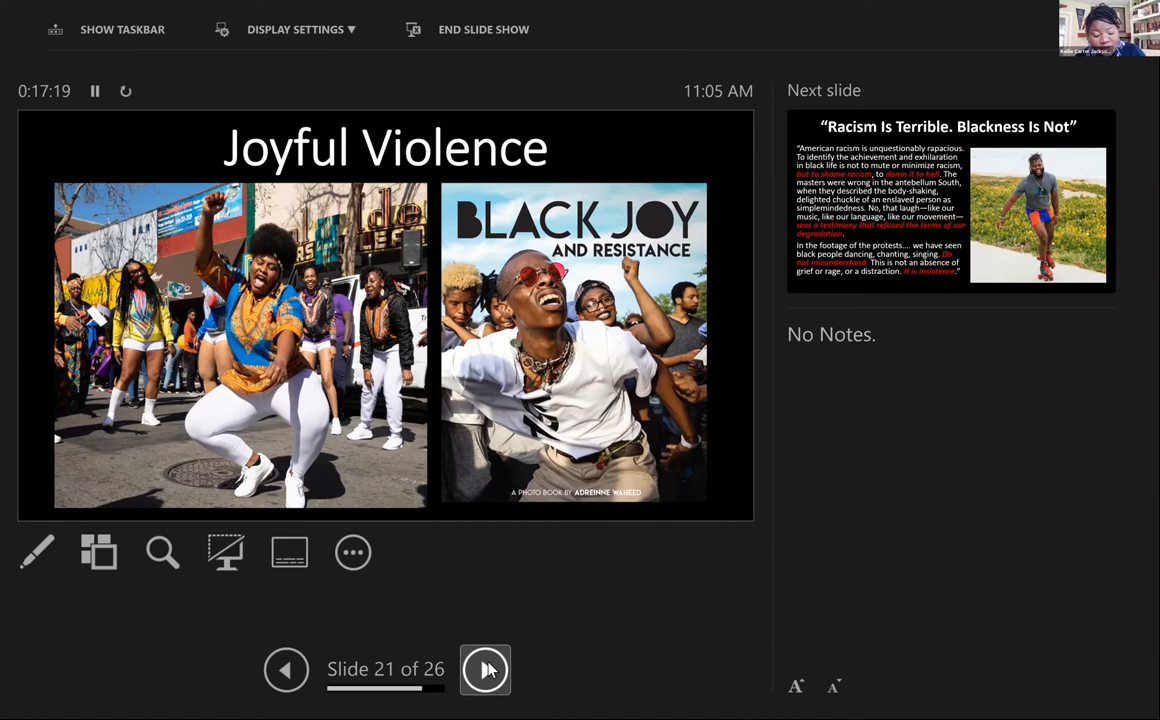 SHOW TASKBAR
DISPLAY SETTINGS ▼
END SLIDE SHOW
Kellie Carter Jackso...
0:17:19
11:05 AM
Next slide
Joyful Violence
BLACK JOY
AND RESISTANCE
A PHOTO BOOK BY ADREINNE WAHEED
"Racism Is Terrible. Blackness Is Not"
"American racism is unquestionably rapacious.
To identify the achievement and exhilaration
in black life is not to mute or minimize racism,
but to shame racism, to damn it to hell. The
masters were wrong in the antebellum South,
when they described the body-shaking,
delighted chuckle of an enslaved person as
simplemindedness. No, that laugh—like our
music, like our language, like our movement—
was a testimony that refused the terms of our
degradation.
In the footage of the protests.... we have seen
black people dancing, chanting, singing. Do
not misunderstand. This is not an absence of
grief or rage, or a distraction. It is insistence."
No Notes.
Slide 21 of 26
A A